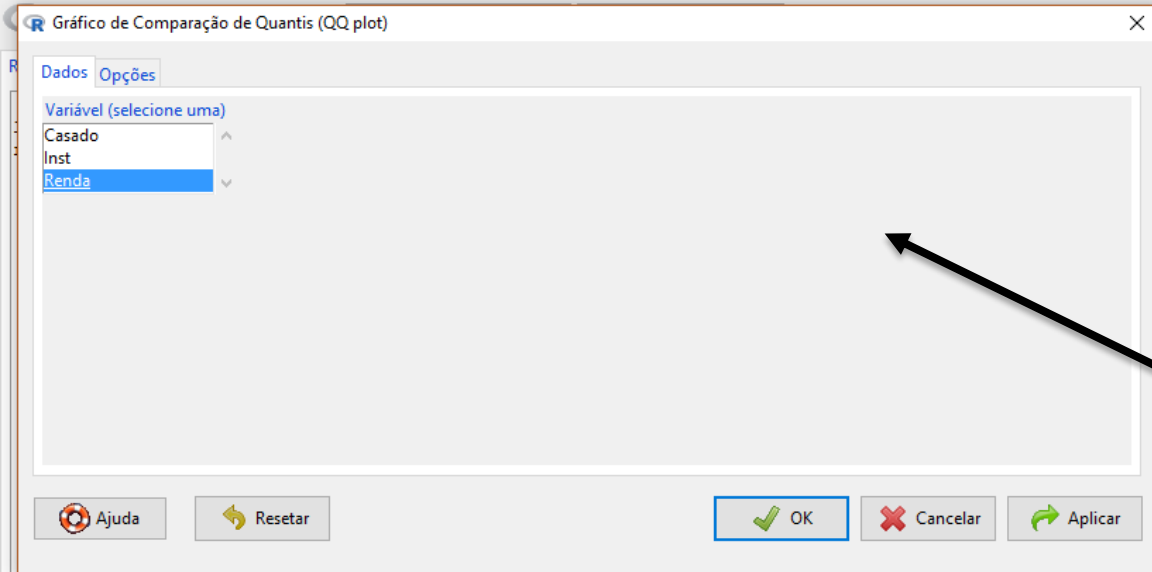 Gráfico de Comparação de Quantis (QQ plot)
Dados Opções
Variável (selecione uma)
Casado
Inst
Renda
Ajuda Resetar OK Cancelar Aplicar